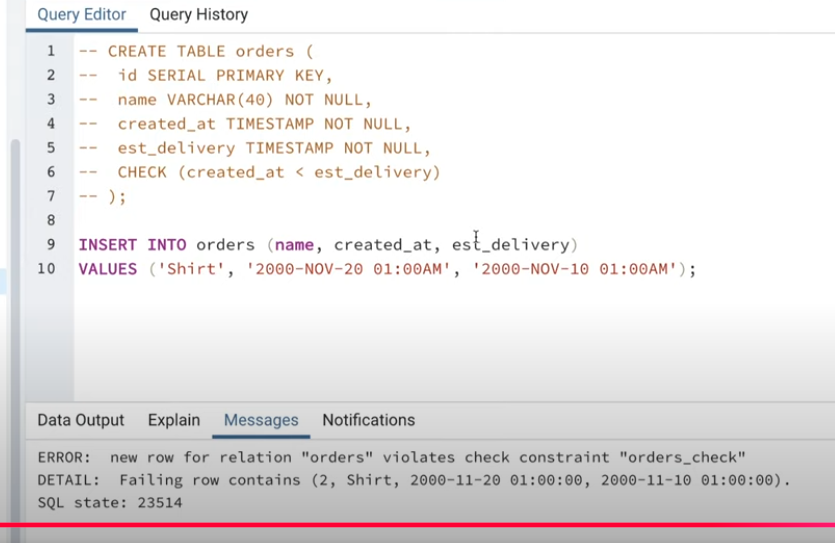 Query Editor Query History
1 -- CREATE TABLE orders (
2 -- id SERIAL PRIMARY KEY,
3 -- name VARCHAR(40) NOT NULL,
4 -- created_at TIMESTAMP NOT NULL,
5 -- est_delivery TIMESTAMP NOT NULL,
6 -- CHECK (created_at < est_delivery)
7 -- );
8
9 INSERT INTO orders (name, created_at, est_delivery)
10 VALUES ('Shirt', '2000-NOV-20 01:00AM', '2000-NOV-10 01:00AM');
Data Output Explain Messages Notifications
ERROR: new row for relation "orders" violates check constraint "orders_check"
DETAIL: Failing row contains (2, Shirt, 2000-11-20 01:00:00, 2000-11-10 01:00:00).
SQL state: 23514